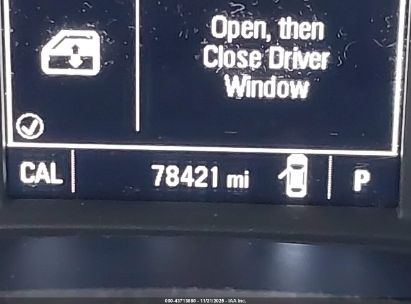 Open, then
Close Driver
Window
CAL 78421 mi P